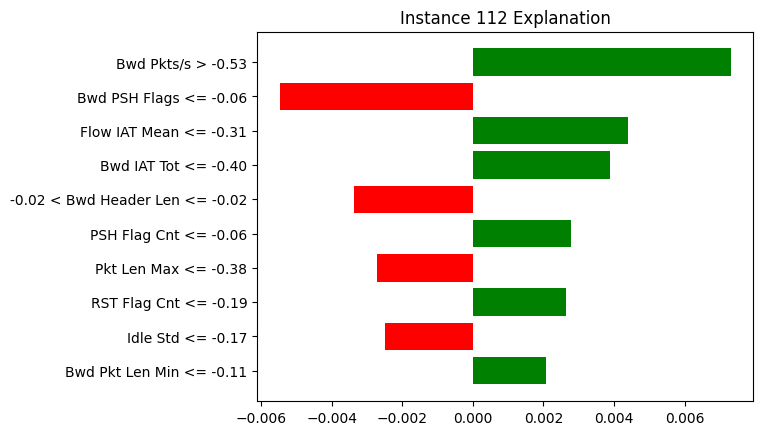 Instance 112 Explanation
Bwd Pkts/s > -0.53
Bwd PSH Flags <= -0.06
Flow IAT Mean <= -0.31
Bwd IAT Tot <= -0.40
-0.02 < Bwd Header Len <= -0.02
PSH Flag Cnt <= -0.06
Pkt Len Max <= -0.38
RST Flag Cnt <= -0.19
Idle Std <= -0.17
Bwd Pkt Len Min <= -0.11
−0.006 −0.004 −0.002 0.000 0.002 0.004 0.006